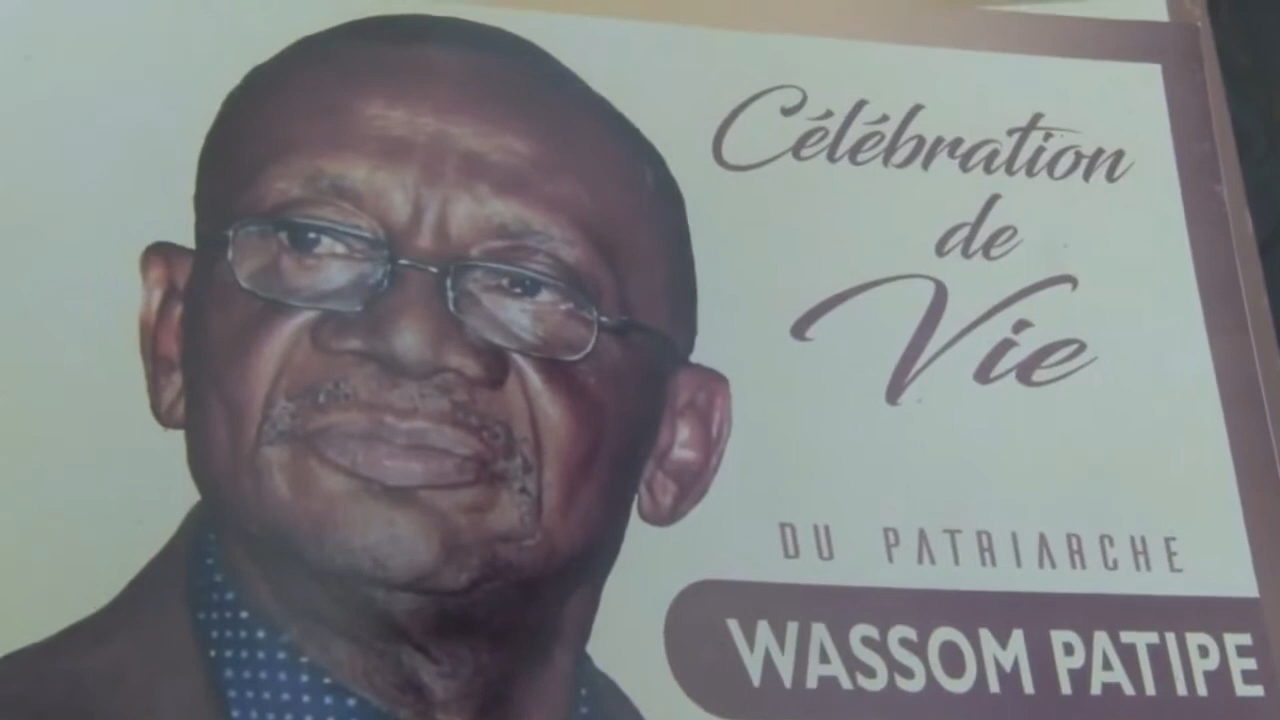 Célébration
de
Vie
DU PATRIARCHE
WASSOM PATIPE